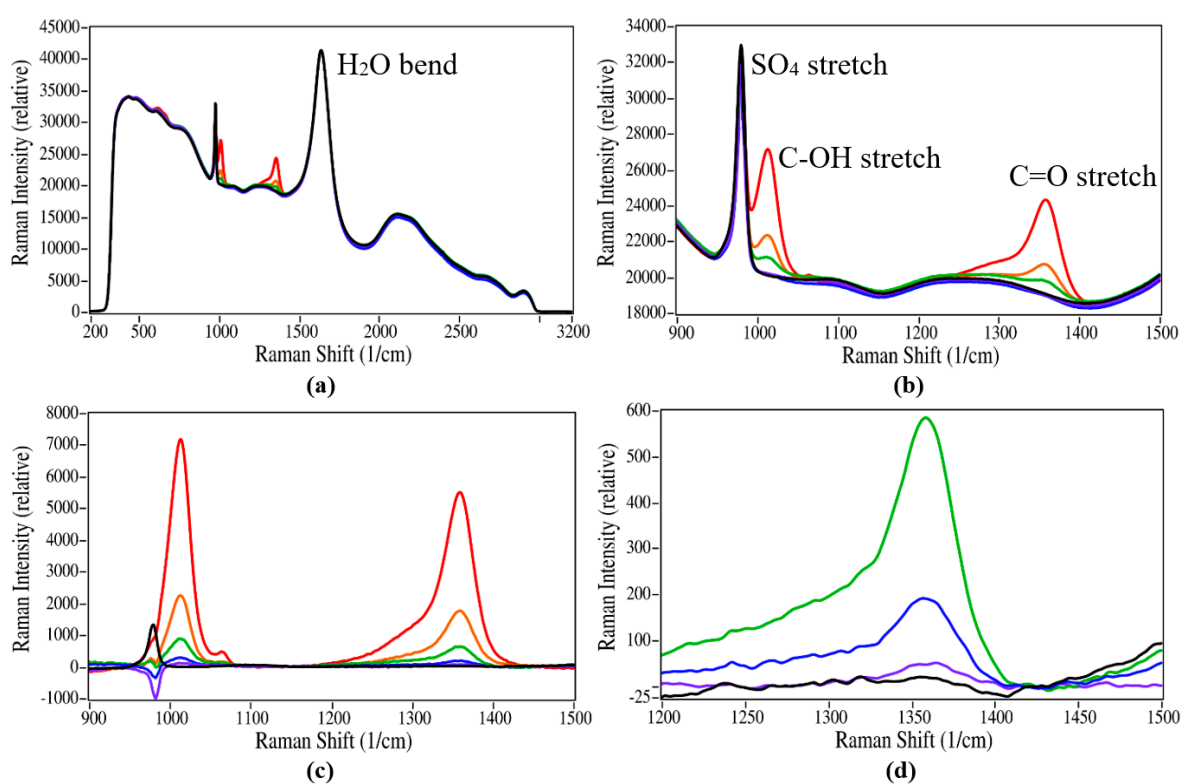 45000
40000
35000
30000
25000
20000
15000
10000
5000
0
Raman Intensity (relative)
H₂O bend
200 500 1000 1500 2000 2500 3200
Raman Shift (1/cm)
(a)
34000
32000
30000
28000
26000
24000
22000
20000
18000
Raman Intensity (relative)
SO₄ stretch
C-OH stretch
C=O stretch
900 1000 1100 1200 1300 1400 1500
Raman Shift (1/cm)
(b)
8000
7000
6000
5000
4000
3000
2000
1000
0
-1000
Raman Intensity (relative)
900 1000 1100 1200 1300 1400 1500
Raman Shift (1/cm)
(c)
600
500
400
300
200
100
-25
Raman Intensity (relative)
1200 1250 1300 1350 1400 1450 1500
Raman Shift (1/cm)
(d)